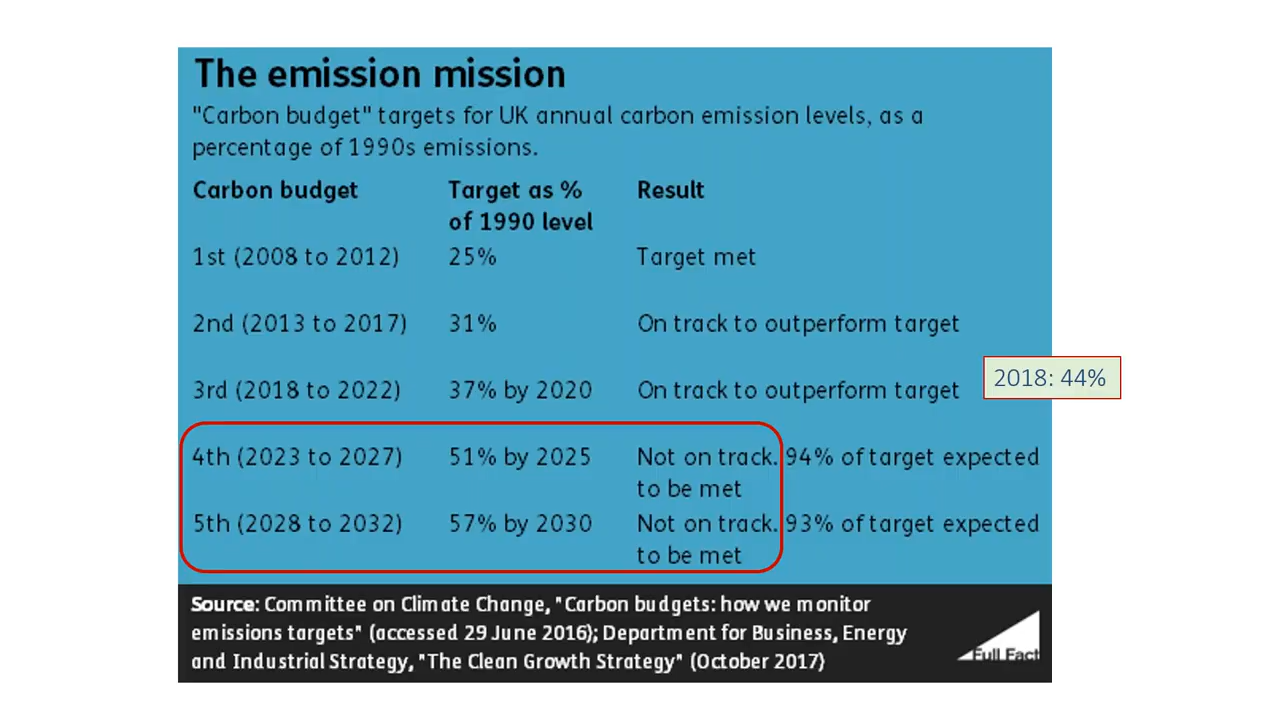 The emission mission
"Carbon budget" targets for UK annual carbon emission levels, as a
percentage of 1990s emissions.
Carbon budget Target as % Result
of 1990 level
1st (2008 to 2012) 25% Target met
2nd (2013 to 2017) 31% On track to outperform target
2018: 44%
3rd (2018 to 2022) 37% by 2020 On track to outperform target
4th (2023 to 2027) 51% by 2025 Not on track. 94% of target expected
to be met
5th (2028 to 2032) 57% by 2030 Not on track. 93% of target expected
to be met
Source: Committee on Climate Change, "Carbon budgets: how we monitor
emissions targets" (accessed 29 June 2016); Department for Business, Energy
and Industrial Strategy, "The Clean Growth Strategy" (October 2017)
Full Fact